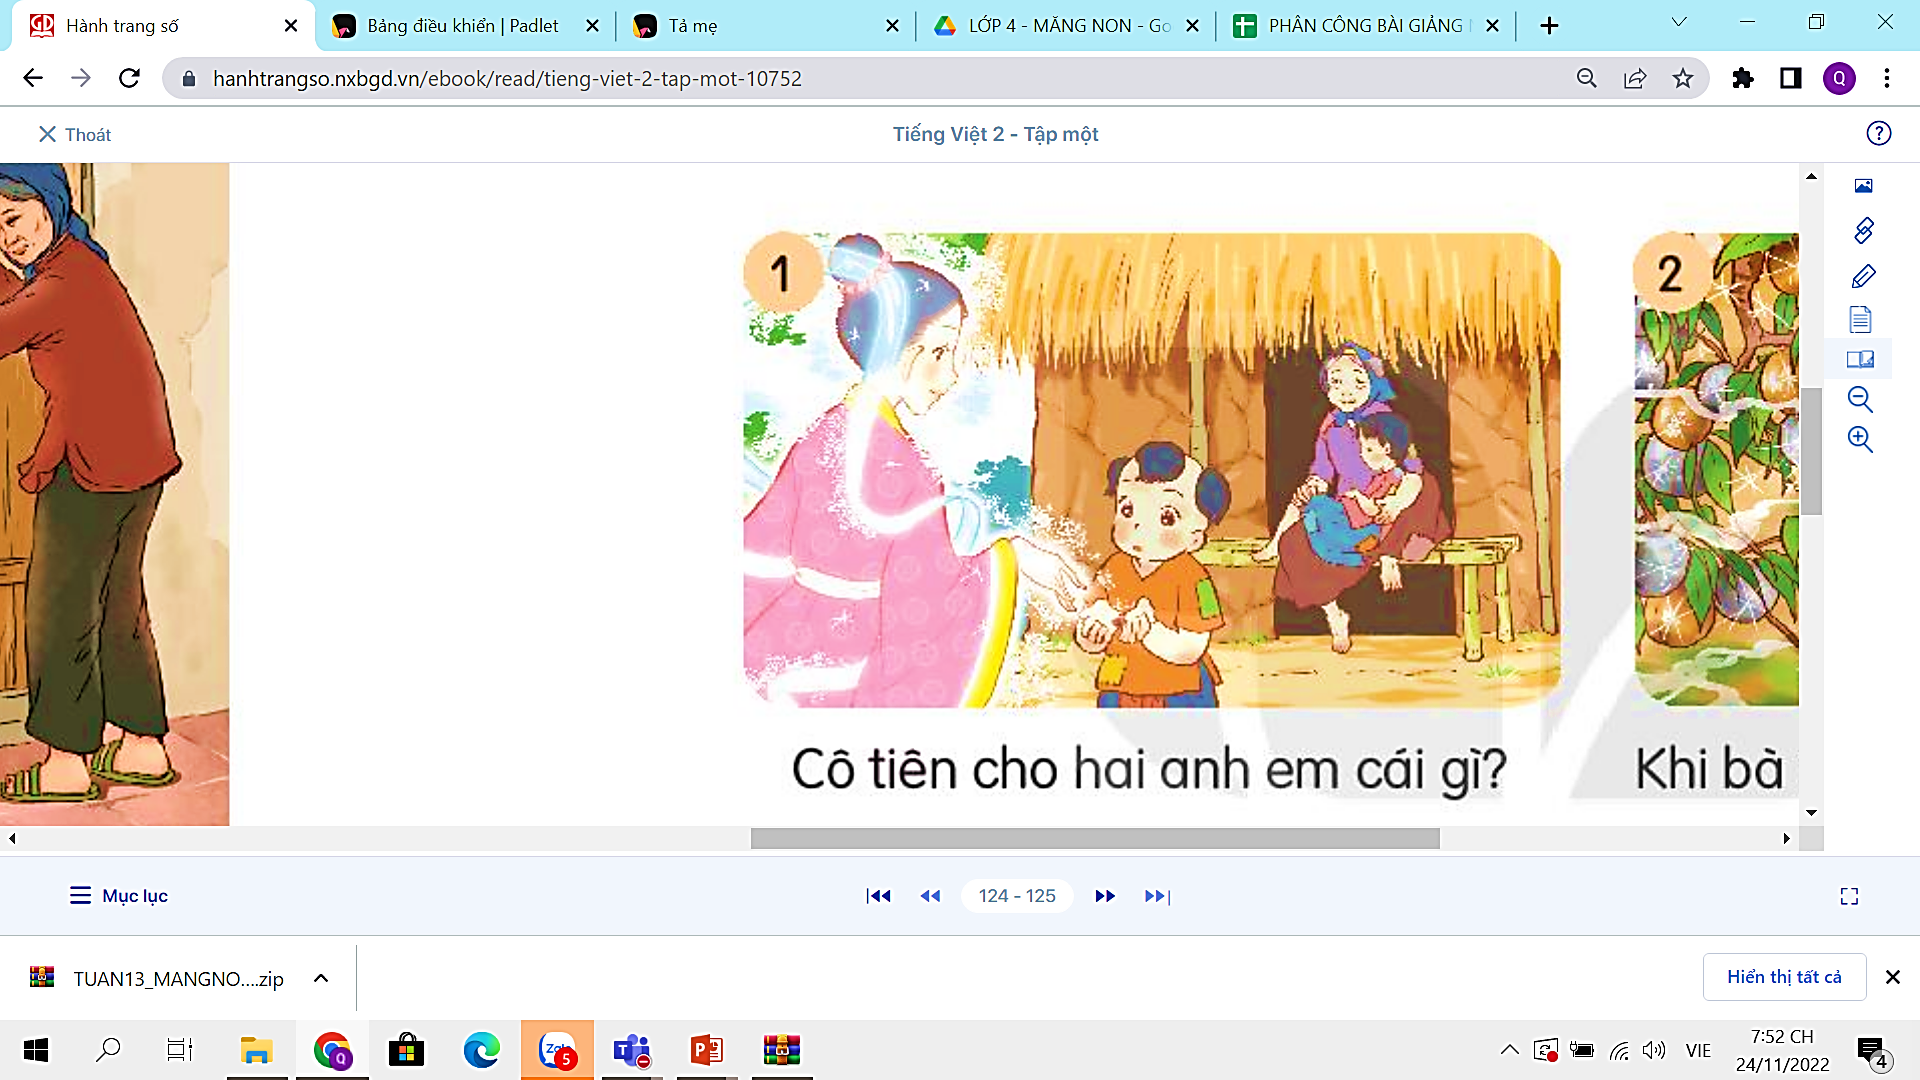 Hành trang số
Bảng điều khiển | Padlet
Tả mẹ
LỚP 4 - MĂNG NON - Go
PHÂN CÔNG BÀI GIẢNG
hanhtrangso.nxbgd.vn/ebook/read/tieng-viet-2-tap-mot-10752
Q
Thoát
Tiếng Việt 2 - Tập một
1
2
Cô tiên cho hai anh em cái gì?
Khi bà
Mục lục
124 - 125
TUAN13_MANGNO....zip
Hiển thị tất cả
Zalo
5
VIE
7:52 CH
24/11/2022
4